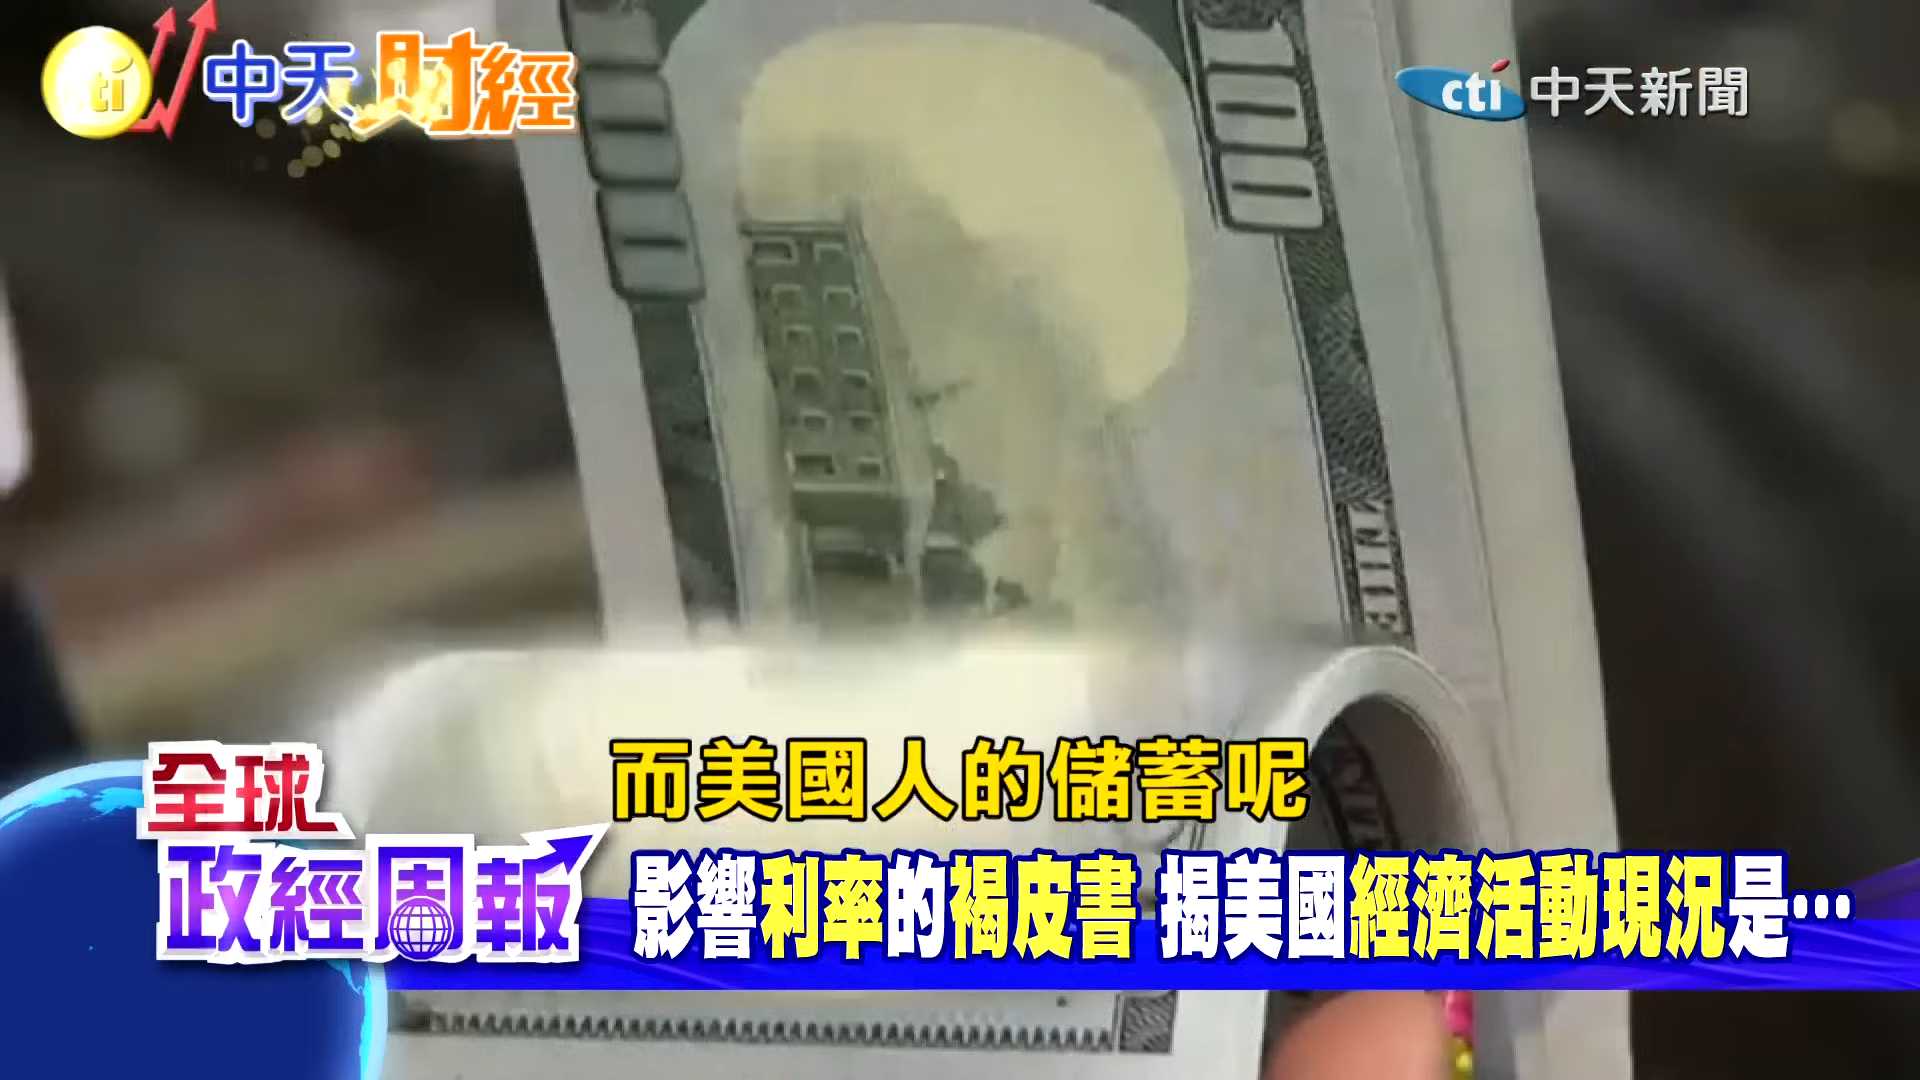 cti 中天財經
cti 中天新聞
THE
而美國人的儲蓄呢
全球
政經周報
影響利率的褐皮書 揭美國經濟活動現況是…